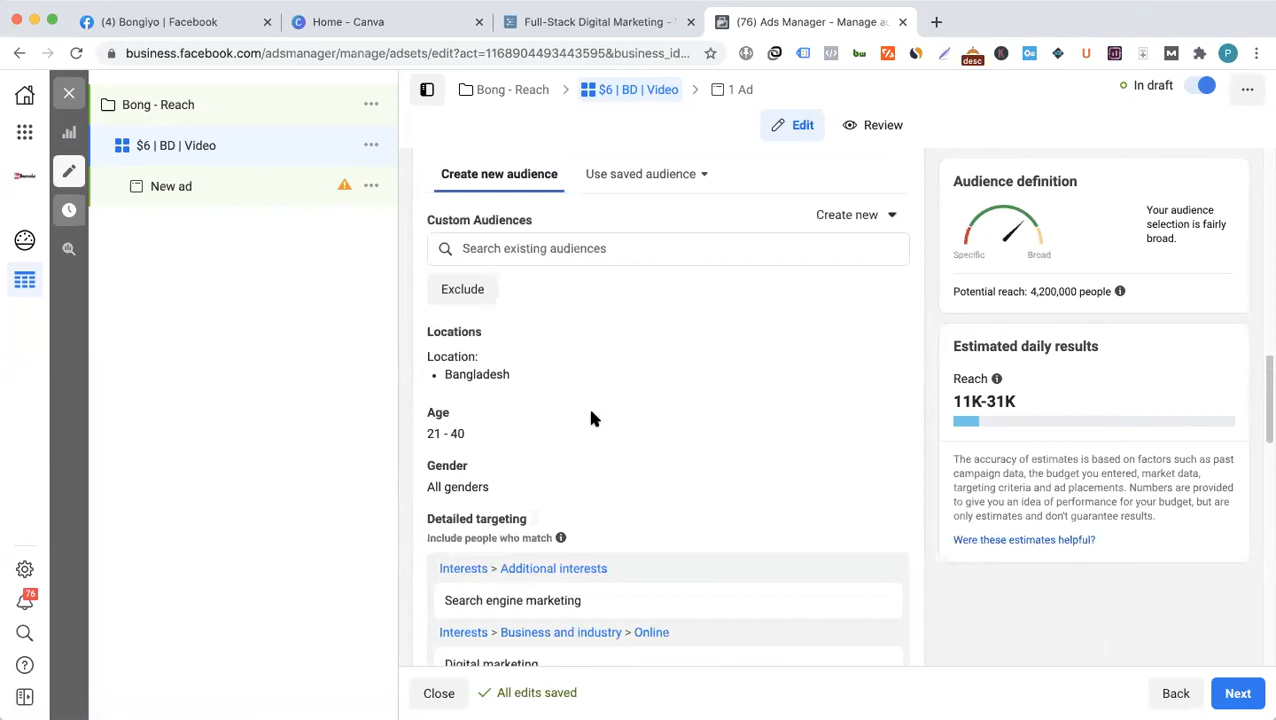 (4) Bongiyo | Facebook
Home - Canva
Full-Stack Digital Marketing -
(76) Ads Manager - Manage ac
business.facebook.com/adsmanager/manage/adsets/edit?act=1168904493443595&business_id...
desc
P
Bong - Reach
$6 | BD | Video
New ad
Bong - Reach
$6 | BD | Video
1 Ad
In draft
Edit
Review
Create new audience
Use saved audience
Custom Audiences
Create new
Search existing audiences
Exclude
Locations
Location:
• Bangladesh
Age
21 - 40
Gender
All genders
Detailed targeting
Include people who match
Interests > Additional interests
Search engine marketing
Interests > Business and industry > Online
Digital marketing
Audience definition
Specific
Broad
Your audience
selection is fairly
broad.
Potential reach: 4,200,000 people
Estimated daily results
Reach
11K-31K
The accuracy of estimates is based on factors such as past
campaign data, the budget you entered, market data,
targeting criteria and ad placements. Numbers are provided
to give you an idea of performance for your budget, but are
only estimates and don't guarantee results.
Were these estimates helpful?
76
Close
All edits saved
Back
Next